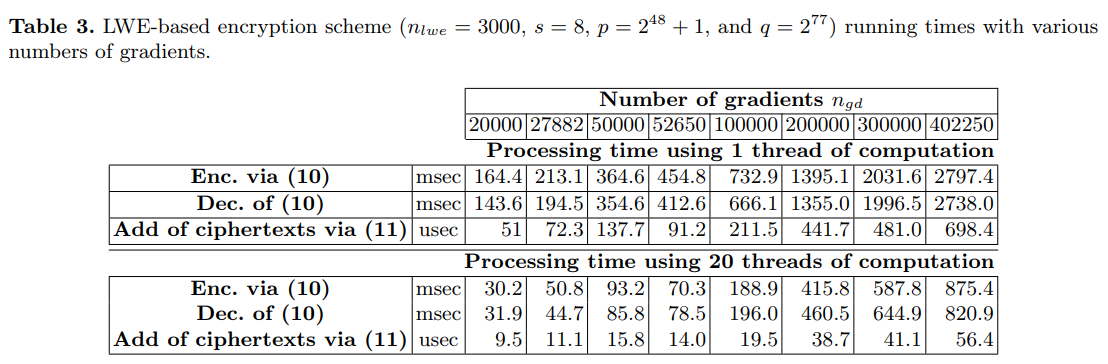 Table 3. LWE-based encryption scheme (n_lwe = 3000, s = 8, p = 2^48 + 1, and q = 2^77) running times with various
numbers of gradients.
Number of gradients n_gd
20000 27882 50000 52650 100000 200000 300000 402250
Processing time using 1 thread of computation
Enc. via (10) msec 164.4 213.1 364.6 454.8 732.9 1395.1 2031.6 2797.4
Dec. of (10) msec 143.6 194.5 354.6 412.6 666.1 1355.0 1996.5 2738.0
Add of ciphertexts via (11) usec 51 72.3 137.7 91.2 211.5 441.7 481.0 698.4
Processing time using 20 threads of computation
Enc. via (10) msec 30.2 50.8 93.2 70.3 188.9 415.8 587.8 875.4
Dec. of (10) msec 31.9 44.7 85.8 78.5 196.0 460.5 644.9 820.9
Add of ciphertexts via (11) usec 9.5 11.1 15.8 14.0 19.5 38.7 41.1 56.4